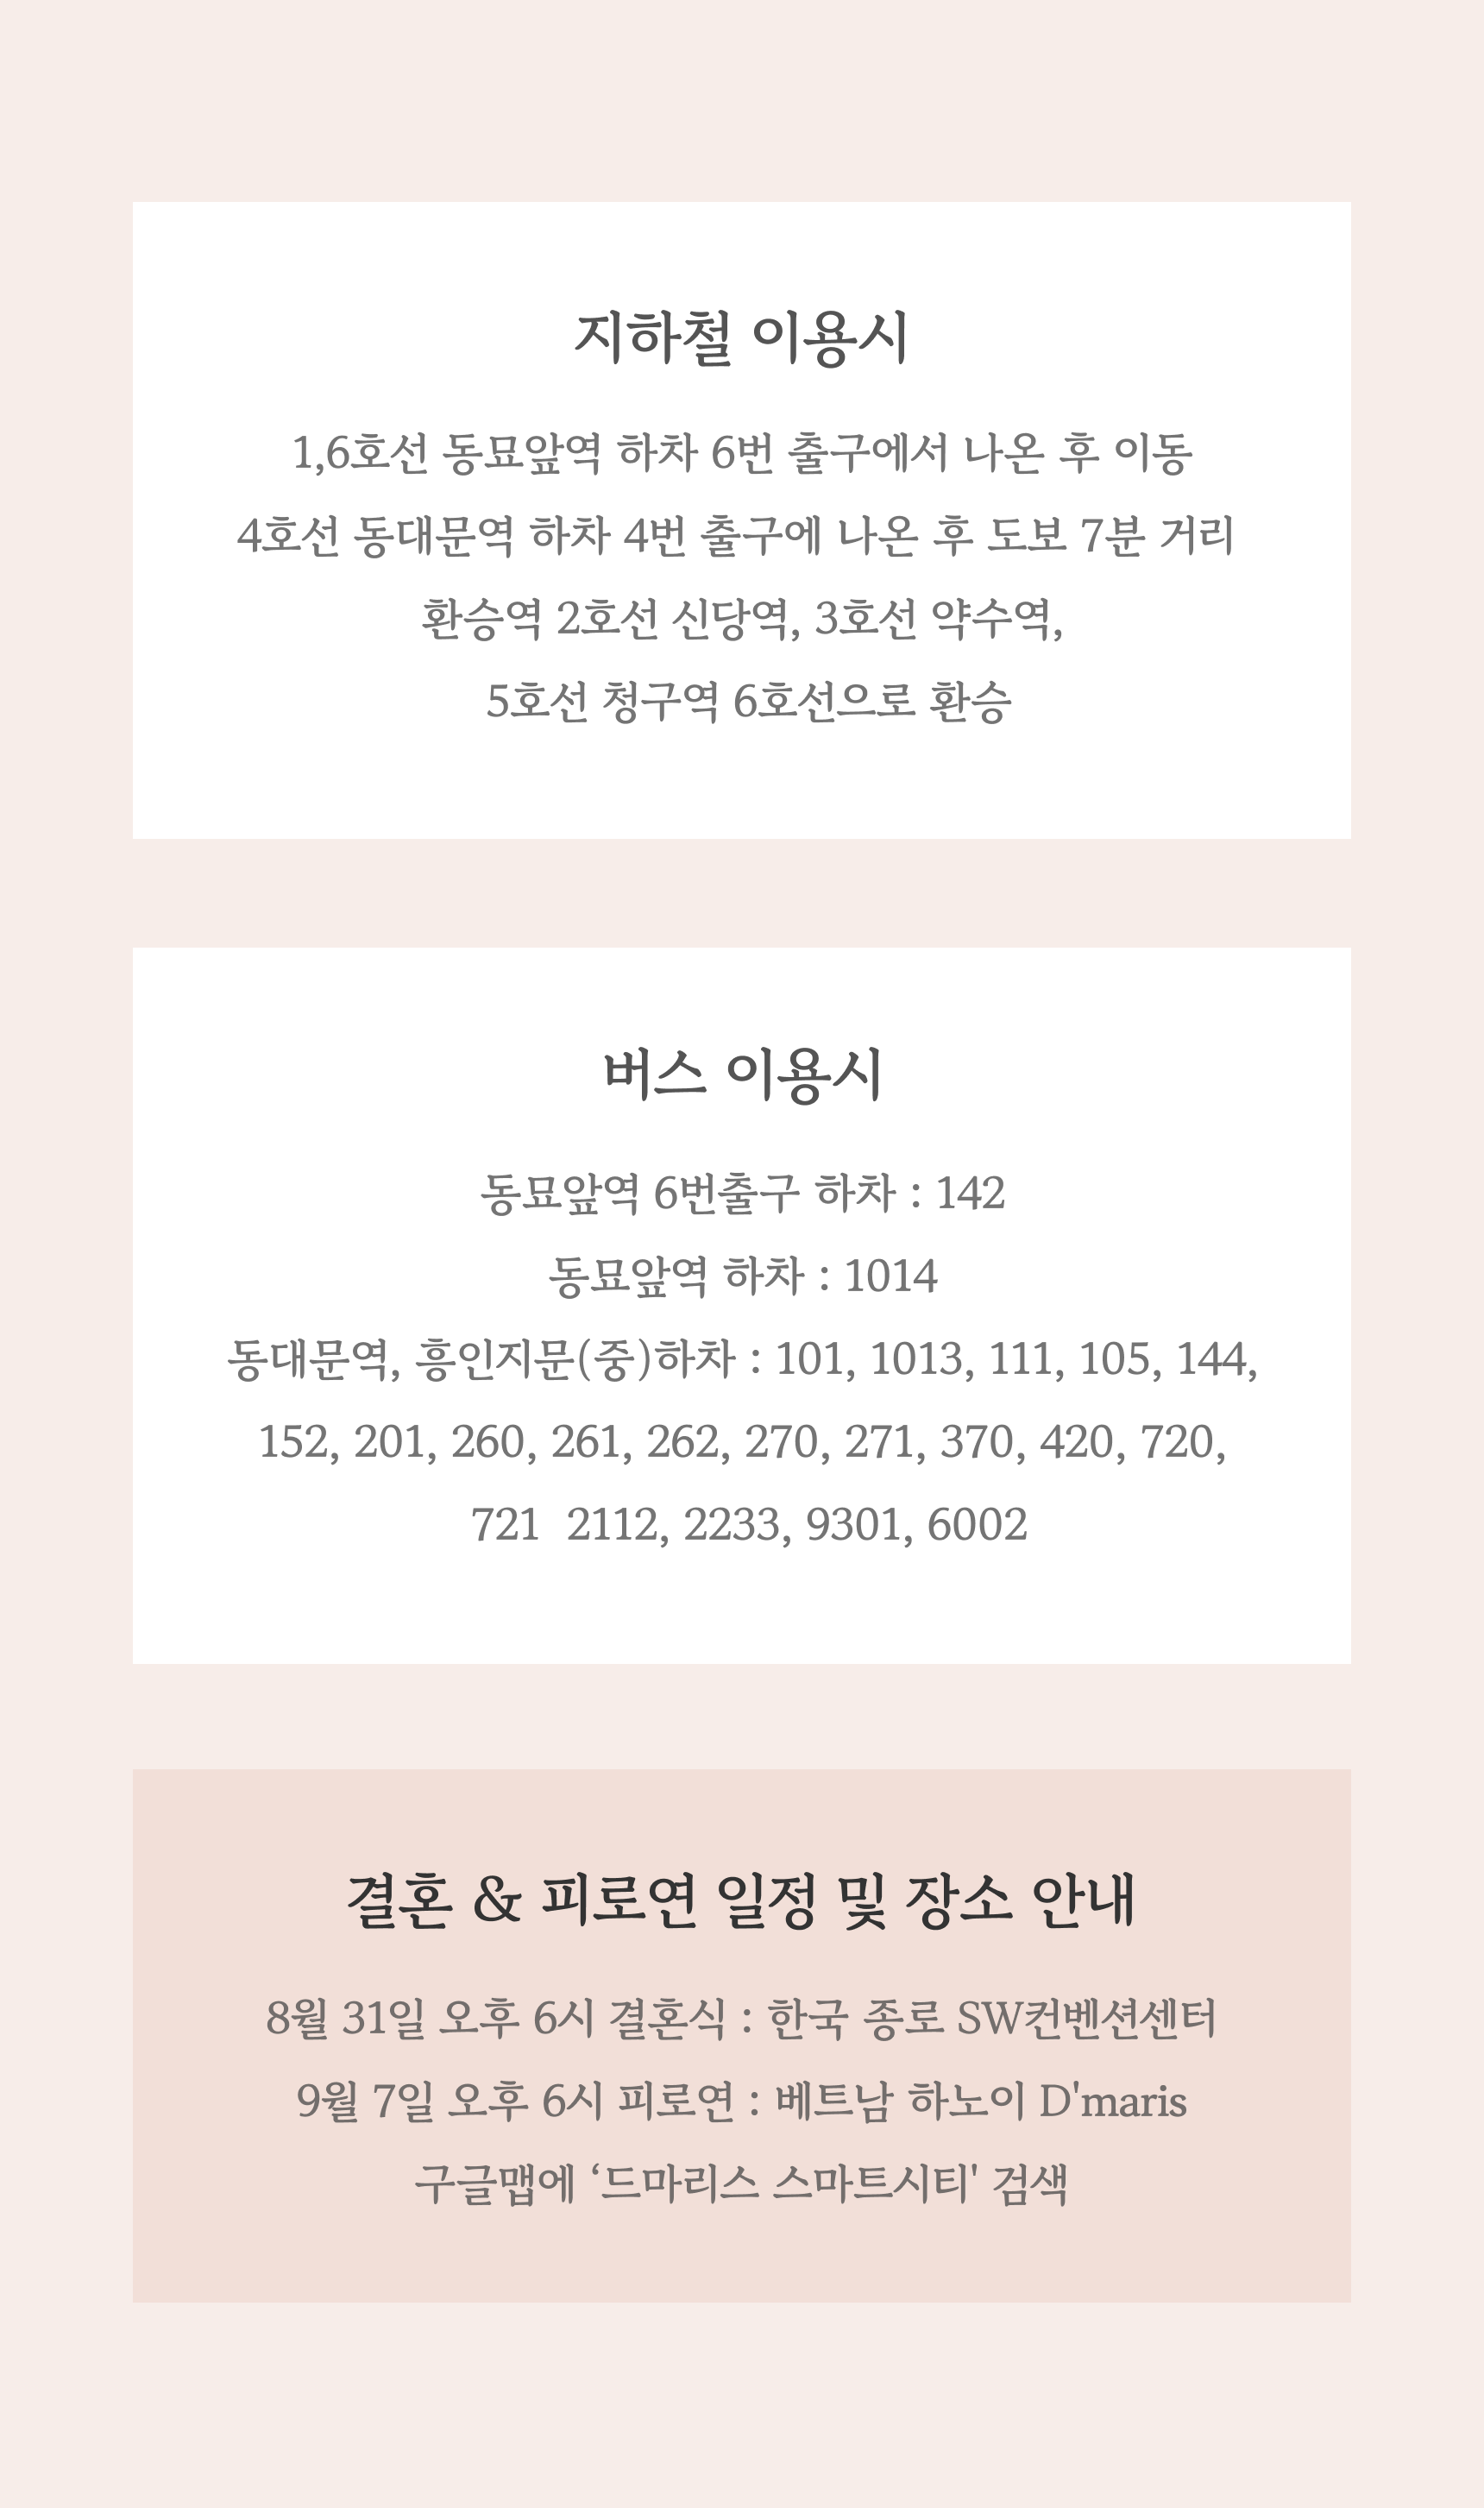 지하철 이용시
1,6호선 동묘앞역 하차 6번 출구에서 나온 후  이동
4호선 동대문역 하차 4번 출구에 나온후 도보 7분 거리
환승역 2호선 신당역, 3호선 약수역,
5호선 청구역 6호선으로 환승
버스 이용시
동묘앞역 6번출구 하차 : 142
동묘역 하차 : 1014
동대문역, 흥인지문(중)하차 : 101, 1013, 111, 105, 144,
152, 201, 260, 261, 262, 270, 271, 370, 420, 720,
721  2112, 2233, 9301, 6002
결혼 & 피로연 일정 및 장소 안내
8월 31일 오후 6시 결혼식 : 한국 종로 SW컨벤션센터
9월 7일 오후 6시 피로연 : 베트남 하노이 D'maris
구글맵에 ‘드마리스 스마트시티' 검색